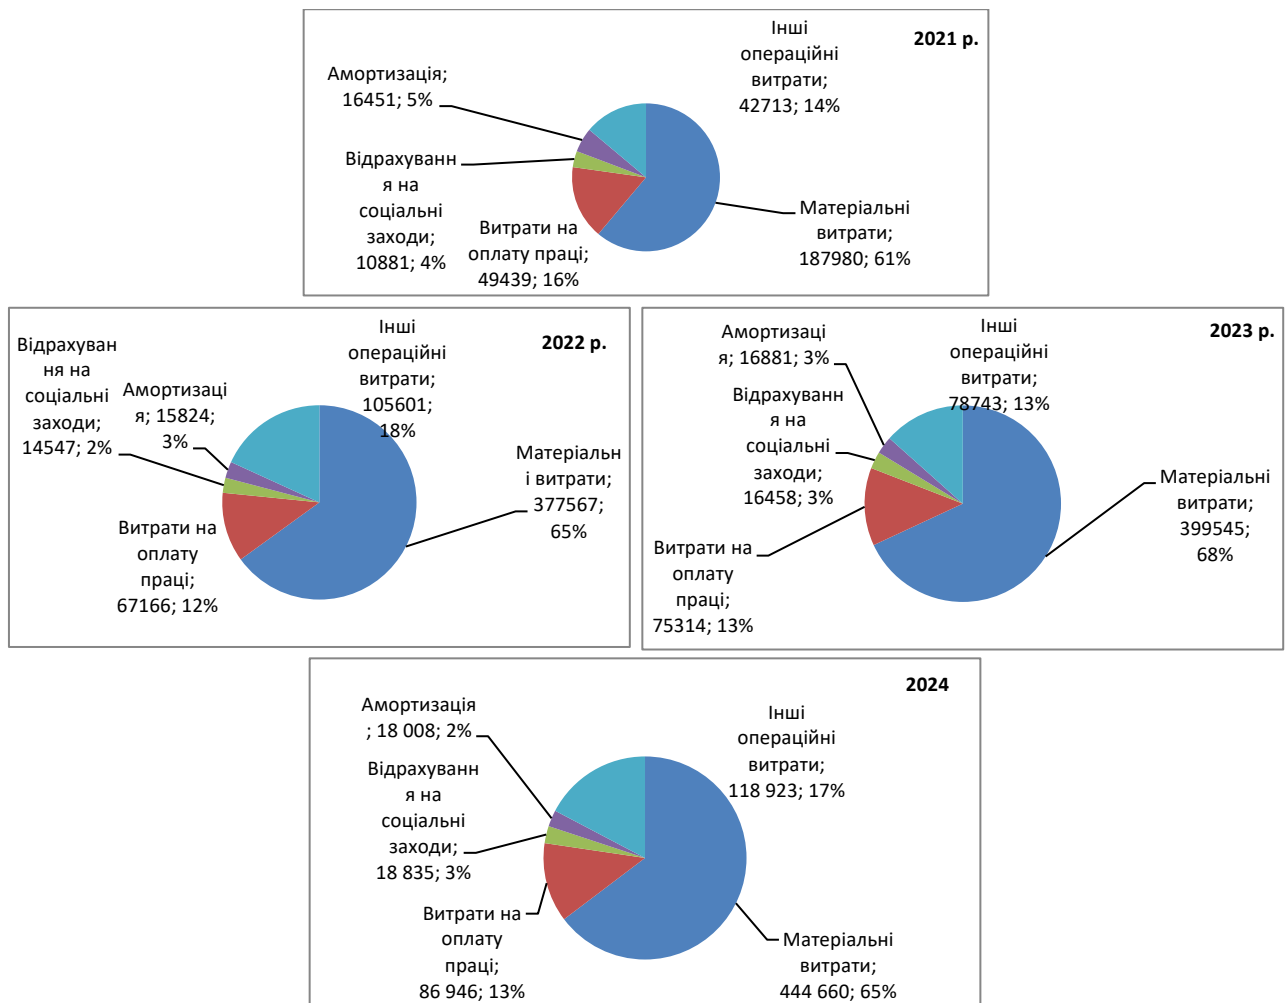 2021 р.
Інші
операційні
витрати;
42713; 14%
Амортизація;
16451; 5%
Відрахуванн
я на
соціальні
заходи;
10881; 4%
Витрати на
оплату праці;
49439; 16%
Матеріальні
витрати;
187980; 61%
2022 р.
Інші
операційні
витрати;
105601;
18%
Відрахуван
ня на
соціальні
заходи;
14547; 2%
Амортизаці
я; 15824;
3%
Витрати на
оплату
праці;
67166; 12%
Матеріальн
і витрати;
377567;
65%
2023 р.
Інші
операційні
витрати;
78743; 13%
Амортизаці
я; 16881; 3%
Відрахуванн
я на
соціальні
заходи;
16458; 3%
Витрати на
оплату
праці;
75314; 13%
Матеріальні
витрати;
399545;
68%
2024
Інші
операційні
витрати;
118 923; 17%
Амортизація
; 18 008; 2%
Відрахуванн
я на
соціальні
заходи;
18 835; 3%
Витрати на
оплату
праці;
86 946; 13%
Матеріальні
витрати;
444 660; 65%